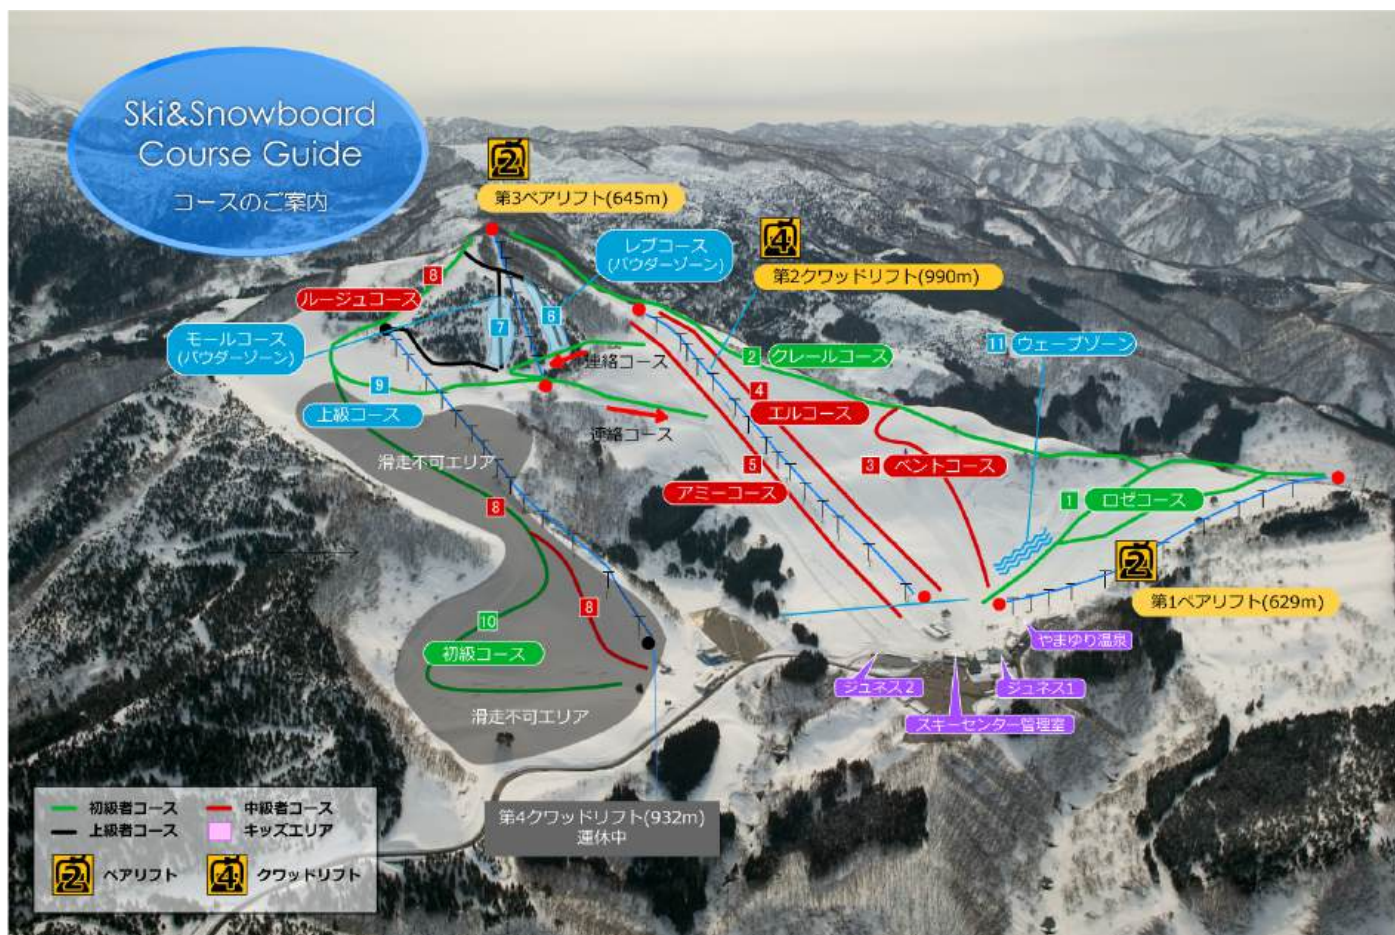 Ski&Snowboard
Course Guide
コースのご案内
2
第3ペアリフト(645m)
レブコース
(パウダーゾーン)
4
第2クワッドリフト(990m)
8
ルージュコース
モールコース
(パウダーゾーン)
7
6
連絡コース
2 クレールコース
11 ウェーブゾーン
9
上級コース
連絡コース
4
エルコース
滑走不可エリア
5
アミーコース
3 ベントコース
1 ロゼコース
8
2
第1ペアリフト(629m)
8
10
初級コース
やまゆり温泉
ジュネス2
ジュネス1
スキーセンター管理室
滑走不可エリア
第4クワッドリフト(932m)
運休中
初級者コース
中級者コース
上級者コース
キッズエリア
2 ペアリフト
4 クワッドリフト